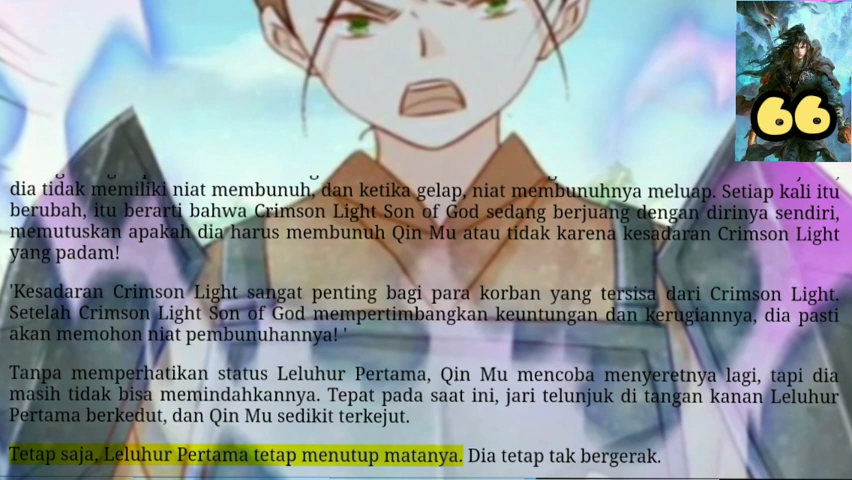 66
dia tidak memiliki niat membunuh, dan ketika gelap, niat membunuhnya meluap. Setiap kali itu
berubah, itu berarti bahwa Crimson Light Son of God sedang berjuang dengan dirinya sendiri,
memutuskan apakah dia harus membunuh Qin Mu atau tidak karena kesadaran Crimson Light
yang padam!
'Kesadaran Crimson Light sangat penting bagi para korban yang tersisa dari Crimson Light.
Setelah Crimson Light Son of God mempertimbangkan keuntungan dan kerugiannya, dia pasti
akan memohon niat pembunuhannya! '
Tanpa memperhatikan status Leluhur Pertama, Qin Mu mencoba menyeretnya lagi, tapi dia
masih tidak bisa memindahkannya. Tepat pada saat ini, jari telunjuk di tangan kanan Leluhur
Pertama berkedut, dan Qin Mu sedikit terkejut.
Tetap saja, Leluhur Pertama tetap menutup matanya. Dia tetap tak bergerak.